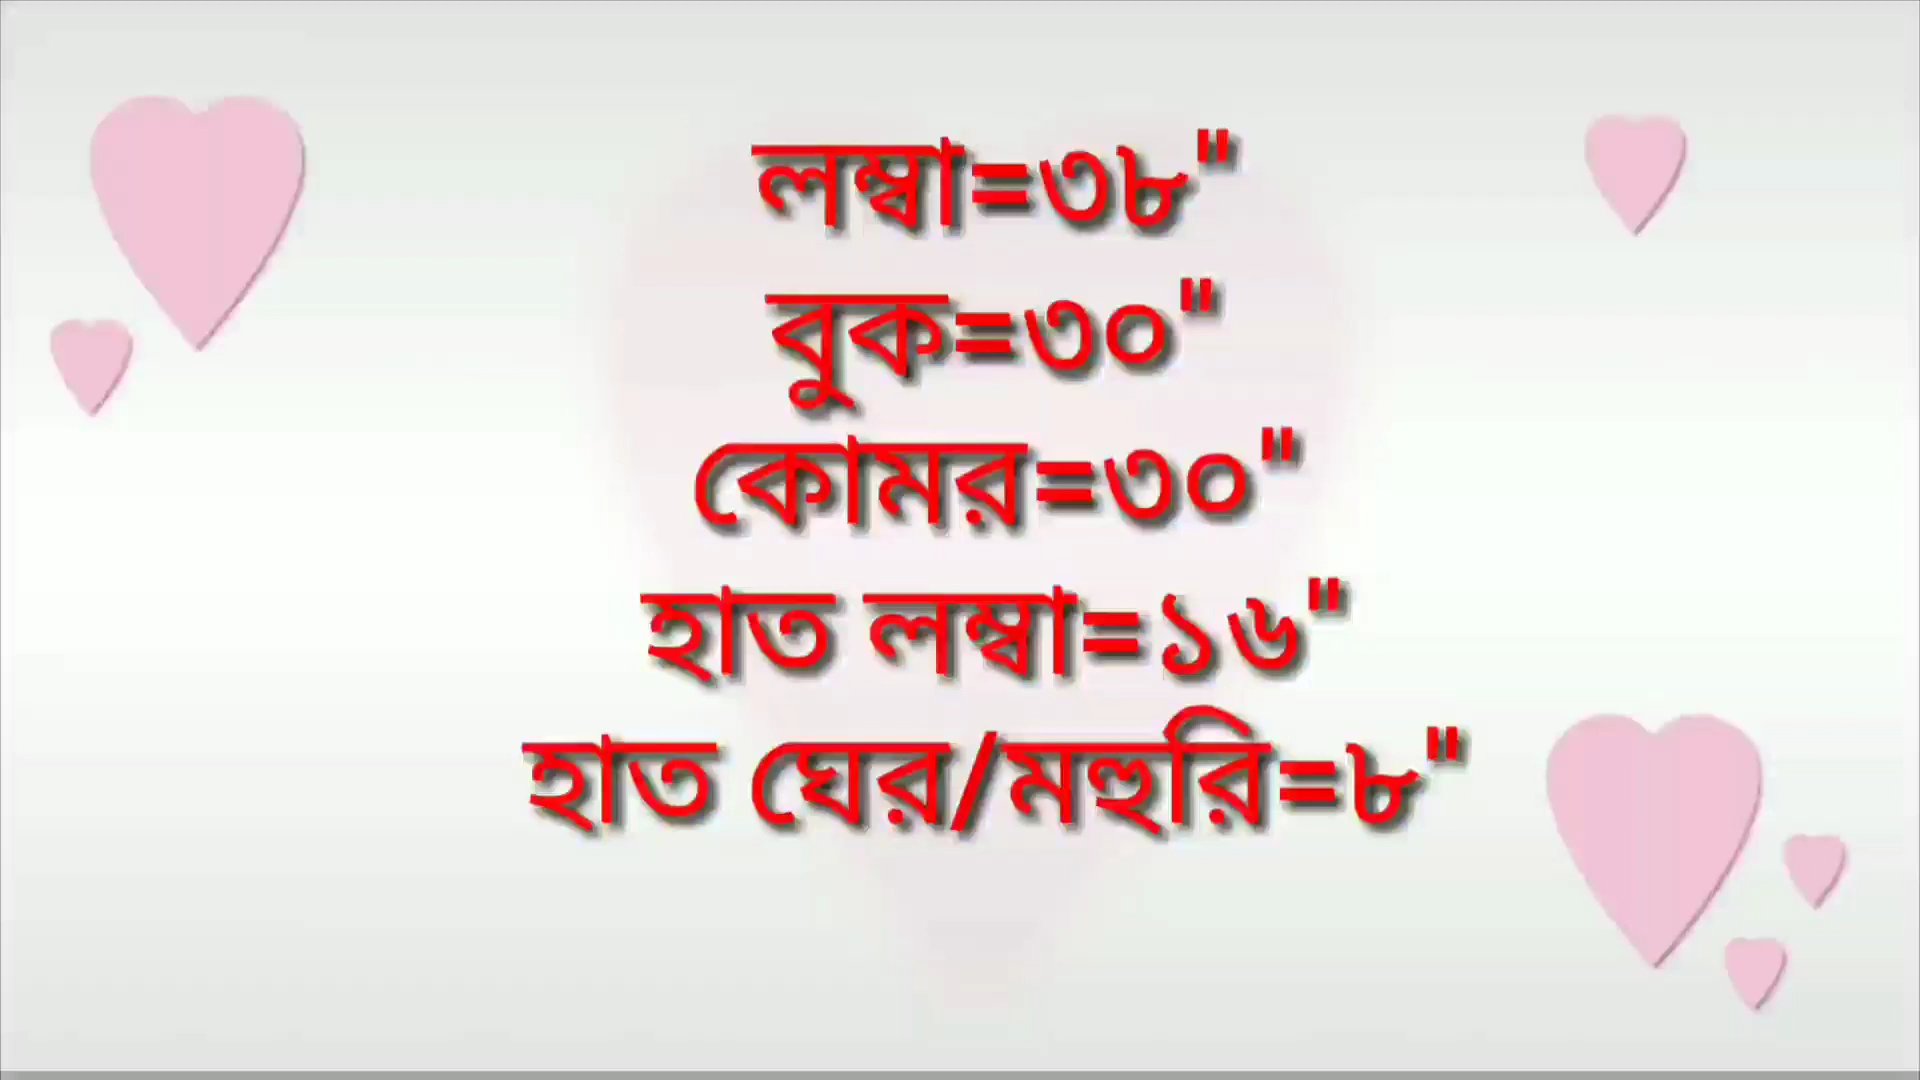 লম্বা=৩৮"
বুক=৩০"
কোমর=৩০"
হাত লম্বা=১৬"
হাত ঘের/মহুরি=৮"